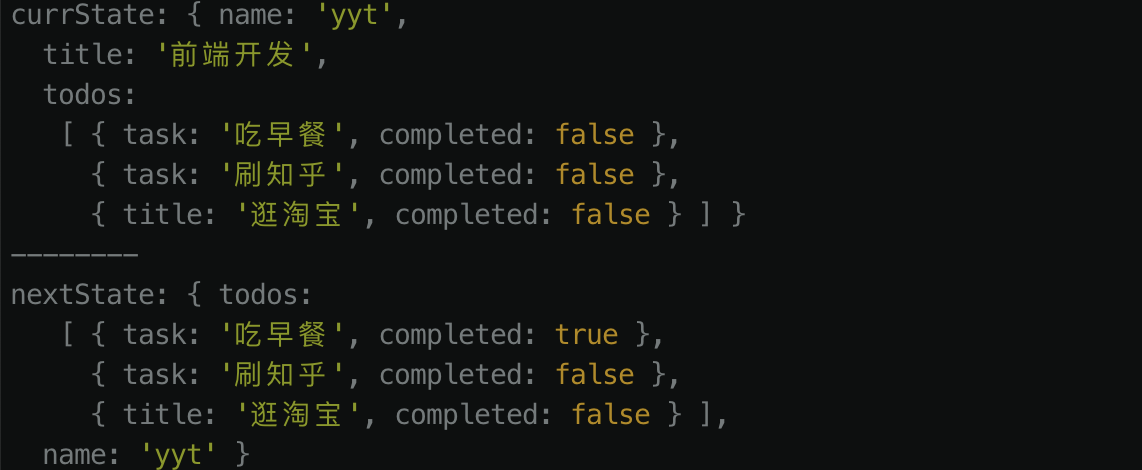 currState: { name: 'yyt',
  title: '前端开发',
  todos:
   [ { task: '吃早餐', completed: false },
     { task: '刷知乎', completed: false },
     { title: '逛淘宝', completed: false } ] }
--------
nextState: { todos:
   [ { task: '吃早餐', completed: true },
     { task: '刷知乎', completed: false },
     { title: '逛淘宝', completed: false } ],
  name: 'yyt' }